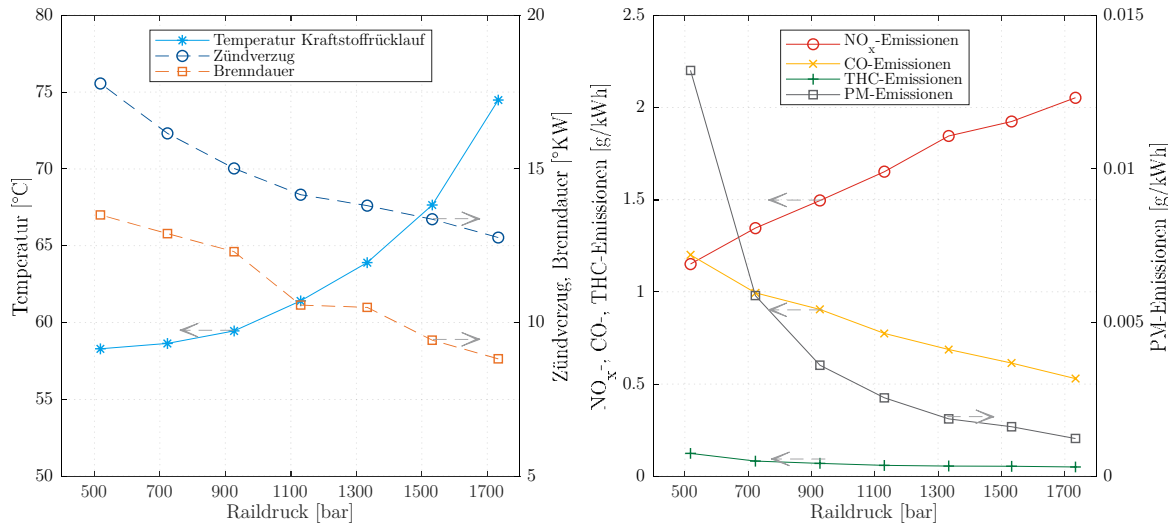 80
75
70
65
60
55
50
Temperatur [°C]
20
15
10
5
Zündverzug, Brenndauer [°KW]
Temperatur Kraftstoffrücklauf
Zündverzug
Brenndauer
500 700 900 1100 1300 1500 1700
Raildruck [bar]
2.5
2
1.5
1
0.5
0
NOx-, CO-, THC-Emissionen [g/kWh]
0.015
0.01
0.005
0
PM-Emissionen [g/kWh]
NOx-Emissionen
CO-Emissionen
THC-Emissionen
PM-Emissionen
500 700 900 1100 1300 1500 1700
Raildruck [bar]